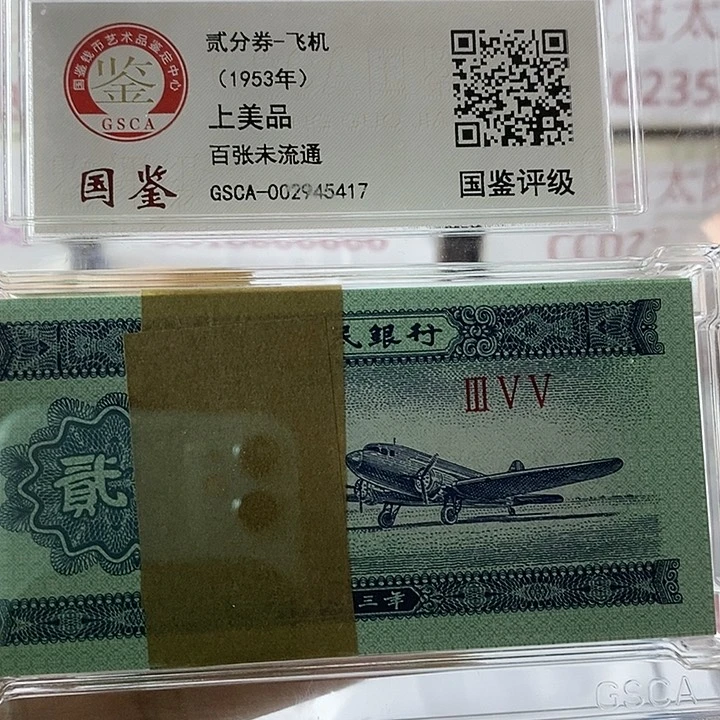 国鉴钱币艺术品鉴定中心
鉴
GSCA
国鉴
贰分券-飞机
(1953年)
上美品
百张未流通
GSCA-002945417
国鉴评级
民銀行
ⅢⅤⅤ
貳
三年
GSCA